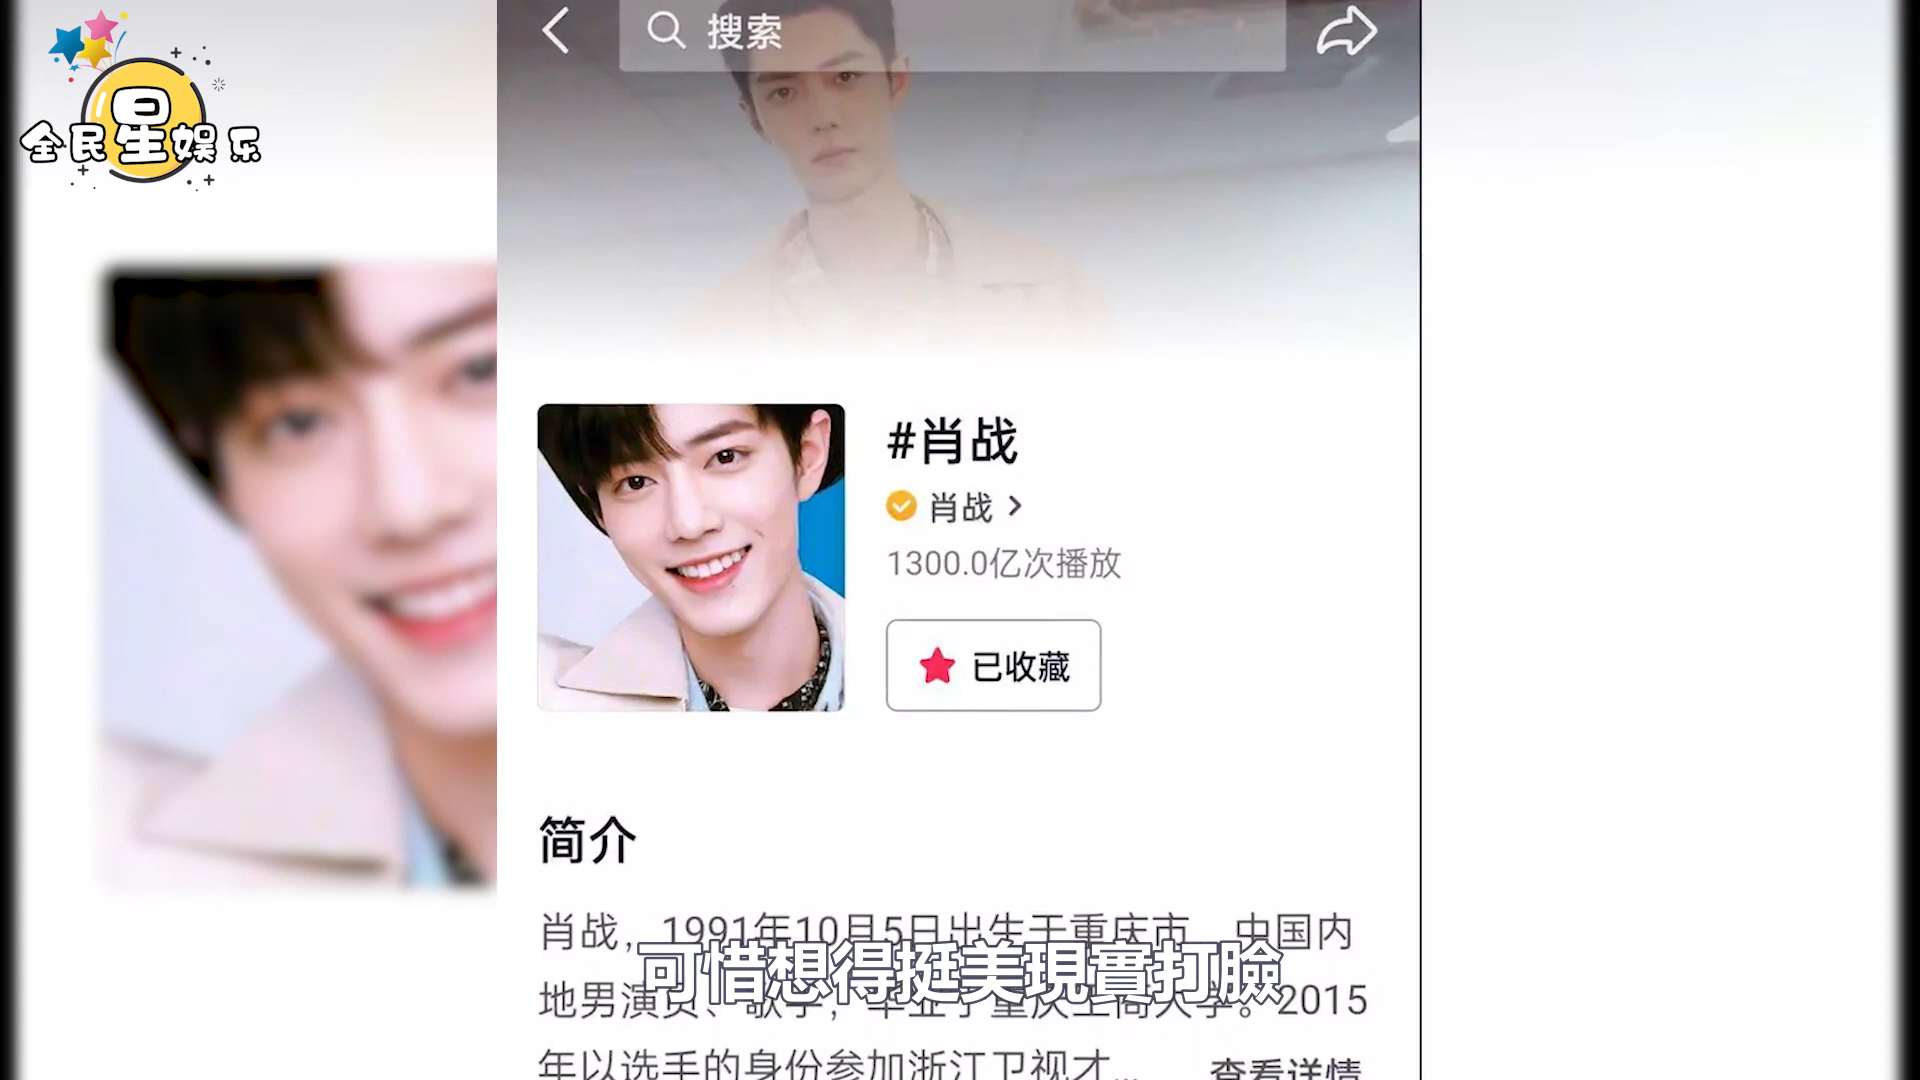 搜索
全民星娱乐
#肖战
肖战
1300.0亿次播放
已收藏
简介
肖战，1991年10月5日出生于重庆市，中国内
可惜想得挺美現實打臉
地男演员、歌手，毕业于重庆工商大学。2015
年以选手的身份参加浙江卫视才... 查看详情